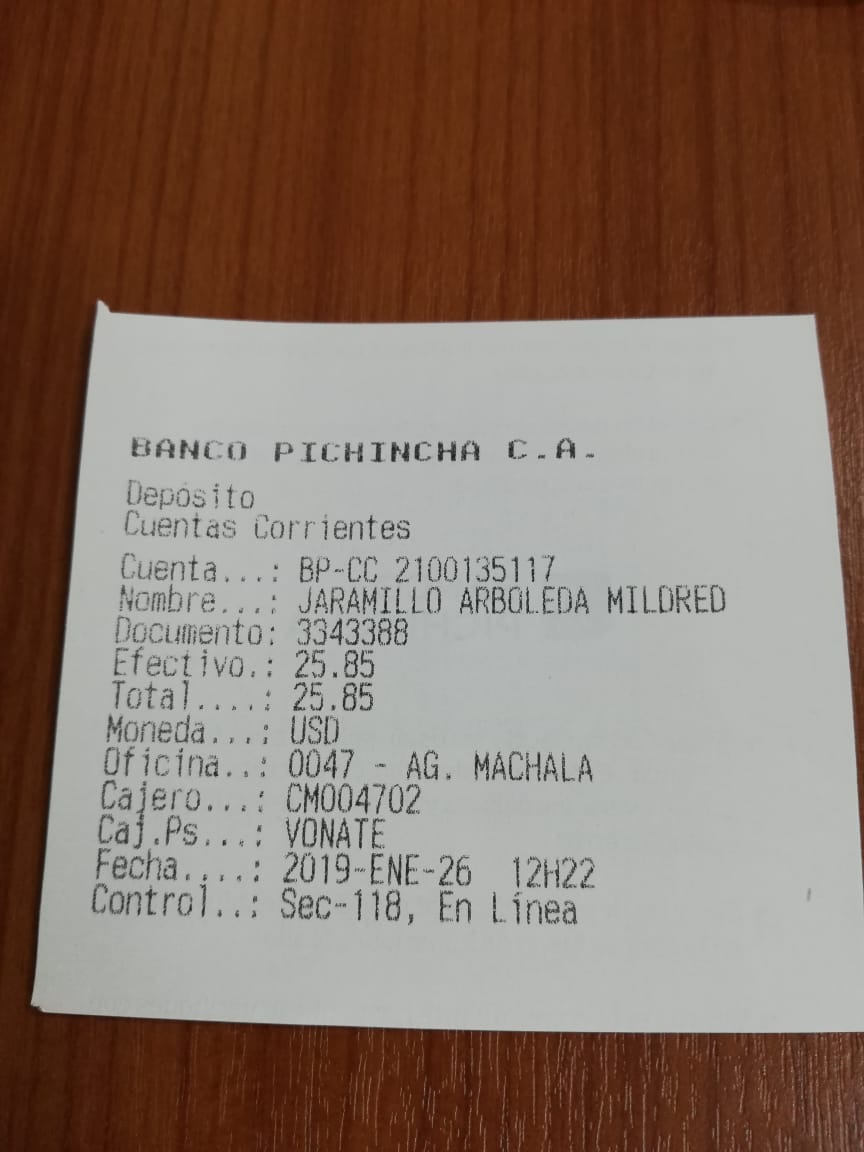 BANCO PICHINCHA C.A.
Depósito
Cuentas Corrientes
Cuenta...: BP-CC 2100135117
Nombre...: JARAMILLO ARBOLEDA MILDRED
Documento: 3343388
Efectivo.: 25.85
Total....: 25.85
Moneda...: USD
Oficina..: 0047 - AG. MACHALA
Cajero...: CM004702
Caj.Ps...: VONATE
Fecha....: 2019-ENE-26 12H22
Control..: Sec-118, En Línea